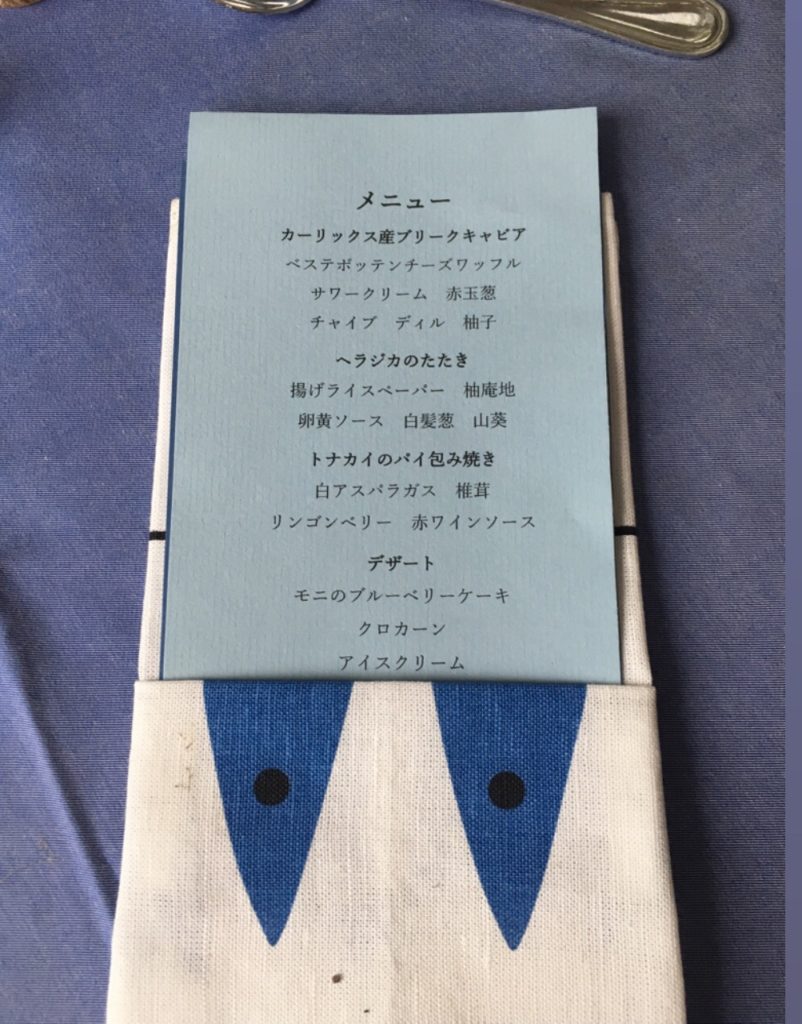 メニュー
カーリックス産ブリークキャビア
ベステボッテンチーズワッフル
サワークリーム　赤玉葱
チャイブ　ディル　柚子
ヘラジカのたたき
揚げライスペーパー　柚庵地
卵黄ソース　白髪葱　山葵
トナカイのパイ包み焼き
白アスパラガス　椎茸
リンゴンベリー　赤ワインソース
デザート
モニのブルーベリーケーキ
クロカーン
アイスクリーム